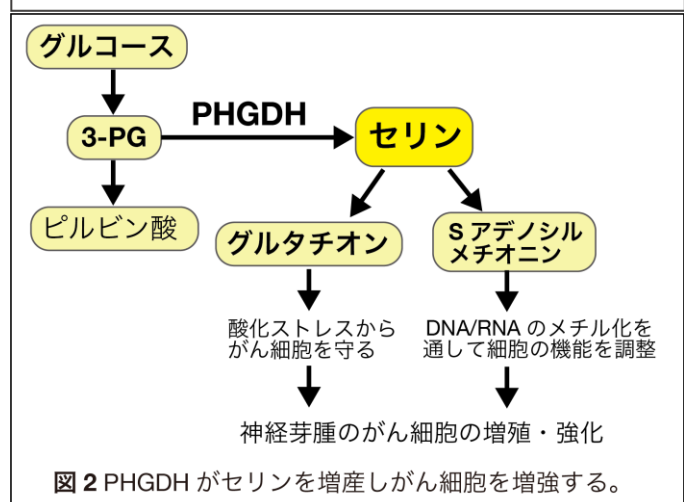 グルコース
PHGDH
3-PG
セリン
ピルビン酸
グルタチオン
S アデノシル
メチオニン
酸化ストレスから
がん細胞を守る
DNA/RNA のメチル化を
通して細胞の機能を調整
神経芽腫のがん細胞の増殖・強化
図 2 PHGDH がセリンを増産しがん細胞を増強する。